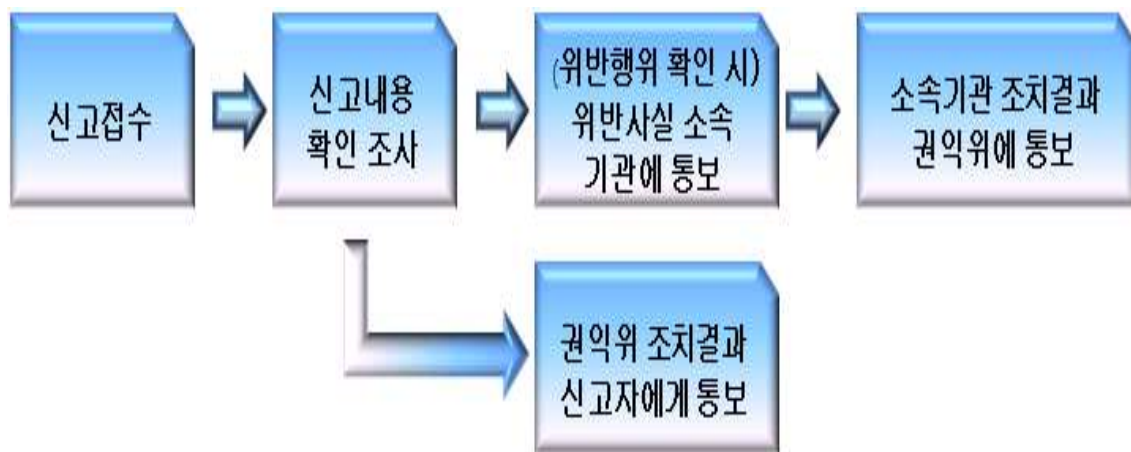 신고접수
신고내용
확인 조사
(위반행위 확인 시)
위반사실 소속
기관에 통보
소속기관 조치결과
권익위에 통보
권익위 조치결과
신고자에게 통보